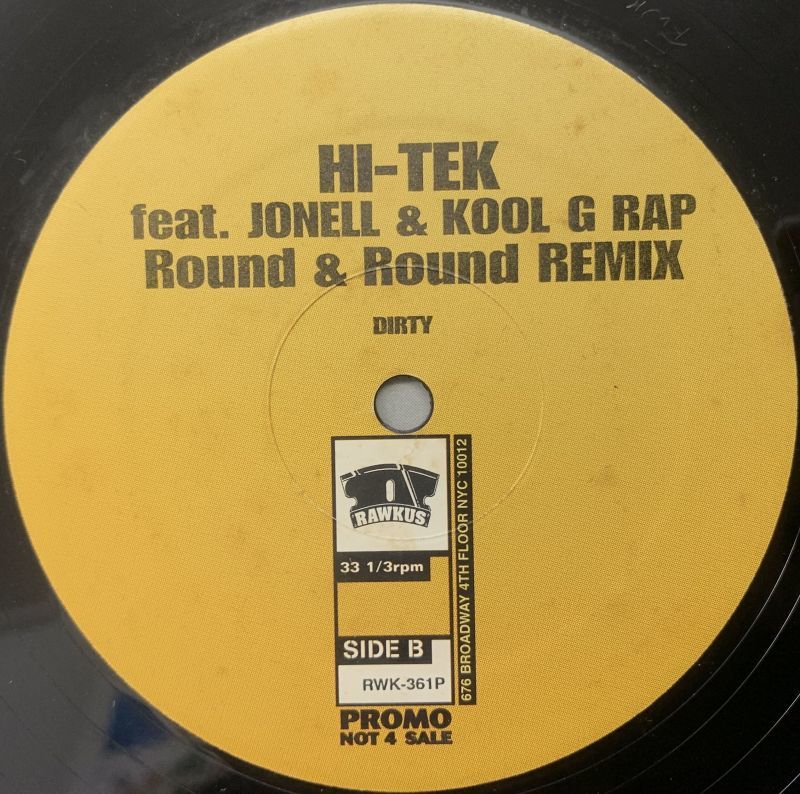 HI-TEK
feat. JONELL & KOOL G RAP
Round & Round REMIX
DIRTY
RAWKUS
33 1/3rpm
SIDE B
RWK-361P
676 BROADWAY 4TH FLOOR NYC 10012
PROMO
NOT 4 SALE